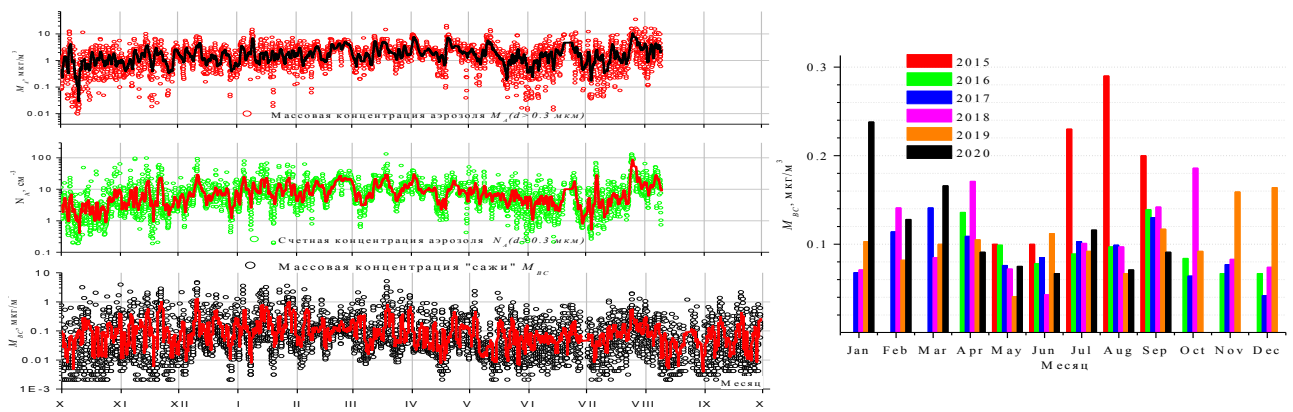 M_A, мкг/м³
10
1
0.1
0.01
Массовая концентрация аэрозоля M_A(d>0.3 мкм)
N_A, см⁻³
100
10
1
0.1
Счетная концентрация аэрозоля N_A(d>0.3 мкм)
M_BC, мкг/м
10
1
0.1
0.01
1E-3
Массовая концентрация "сажи" M_BC
Месяц
X XI XII I II III IV V VI VII VIII IX X
M_BC, мкг/м³
0.3
0.2
0.1
2015
2016
2017
2018
2019
2020
Jan Feb Mar Apr May Jun Jul Aug Sep Oct Nov Dec
Месяц